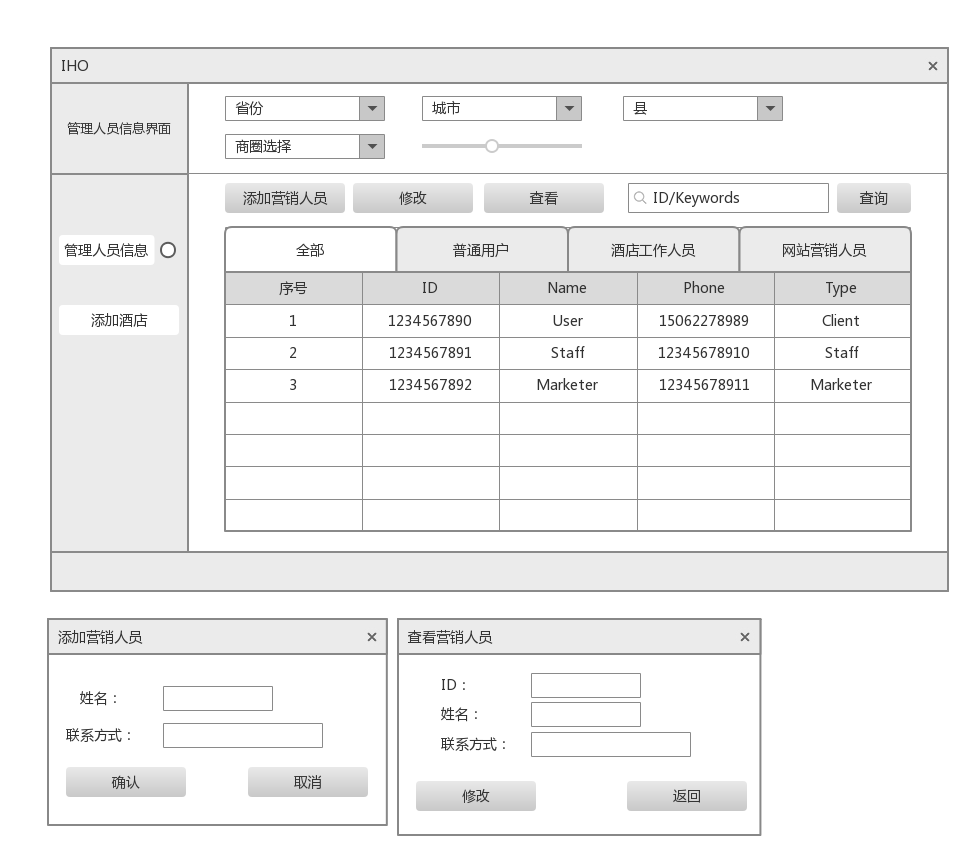 IHO ×
管理人员信息界面
省份 城市 县
商圈选择
添加营销人员 修改 查看 ID/Keywords 查询
管理人员信息
添加酒店
全部 普通用户 酒店工作人员 网站营销人员
序号 ID Name Phone Type
1 1234567890 User 15062278989 Client
2 1234567891 Staff 12345678910 Staff
3 1234567892 Marketer 12345678911 Marketer
添加营销人员 ×
姓名：
联系方式：
确认 取消
查看营销人员 ×
ID：
姓名：
联系方式：
修改 返回